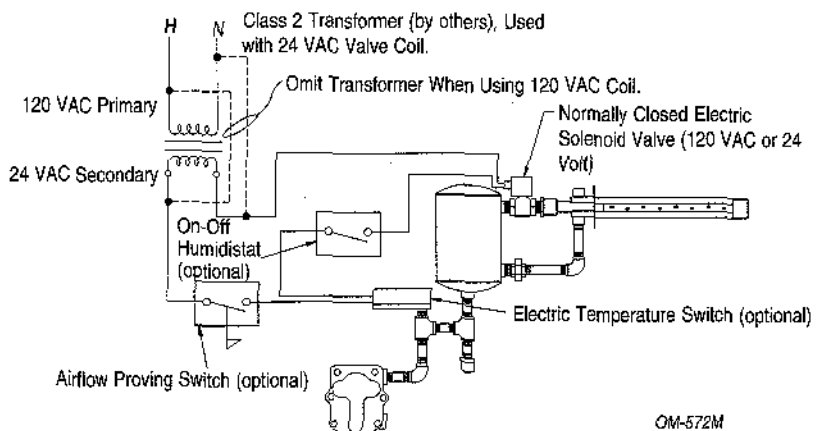 H
N
Class 2 Transformer (by others), Used
with 24 VAC Valve Coil.
Omit Transformer When Using 120 VAC Coil.
120 VAC Primary
Normally Closed Electric
Solenoid Valve (120 VAC or 24
Volt)
24 VAC Secondary
On-Off
Humidistat
(optional)
Electric Temperature Switch (optional)
Airflow Proving Switch (optional)
OM-572M